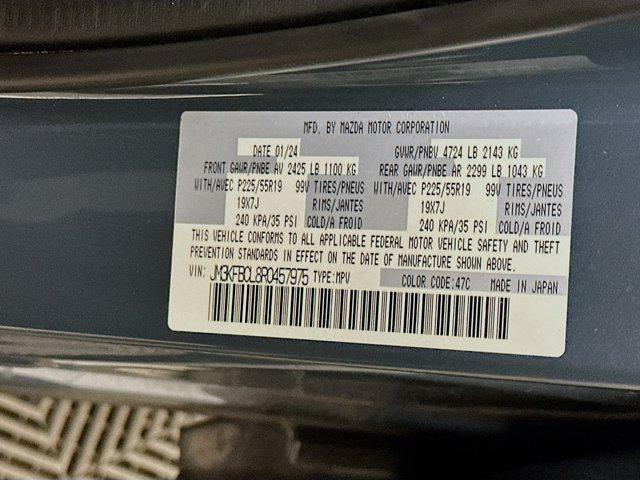 MFD. BY MAZDA MOTOR CORPORATION
DATE 01/24 GVWR/PNBV 4724 LB 2143 KG
FRONT GAWR/PNBE AV 2425 LB 1100 KG REAR GAWR/PNBE AR 2299 LB 1043 KG
WITH/AVEC P225/55R19 99V TIRES/PNEUS WITH/AVEC P225/55R19 99V TIRES/PNEUS
19X7J RIMS/JANTES 19X7J RIMS/JANTES
240 KPA/35 PSI COLD/A FROID 240 KPA/35 PSI COLD/A FROID
THIS VEHICLE CONFORMS TO ALL APPLICABLE FEDERAL MOTOR VEHICLE SAFETY AND THEFT
PREVENTION STANDARDS IN EFFECT ON THE DATE OF MANUFACTURE SHOWN ABOVE.
VIN: JM3KFBCL8R0457975 TYPE:MPV COLOR CODE:47C MADE IN JAPAN